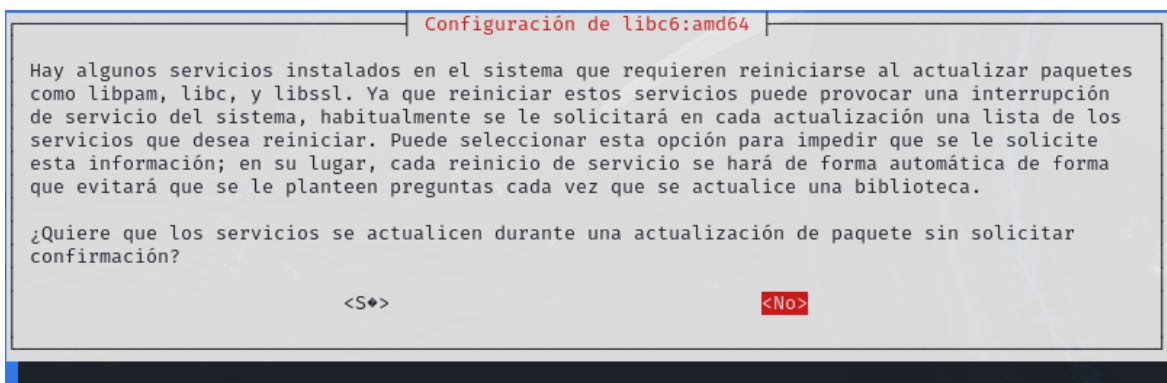 Configuración de libc6:amd64
Hay algunos servicios instalados en el sistema que requieren reiniciarse al actualizar paquetes
como libpam, libc, y libssl. Ya que reiniciar estos servicios puede provocar una interrupción
de servicio del sistema, habitualmente se le solicitará en cada actualización una lista de los
servicios que desea reiniciar. Puede seleccionar esta opción para impedir que se le solicite
esta información; en su lugar, cada reinicio de servicio se hará de forma automática de forma
que evitará que se le planteen preguntas cada vez que se actualice una biblioteca.
¿Quiere que los servicios se actualicen durante una actualización de paquete sin solicitar
confirmación?
<S�> <No>